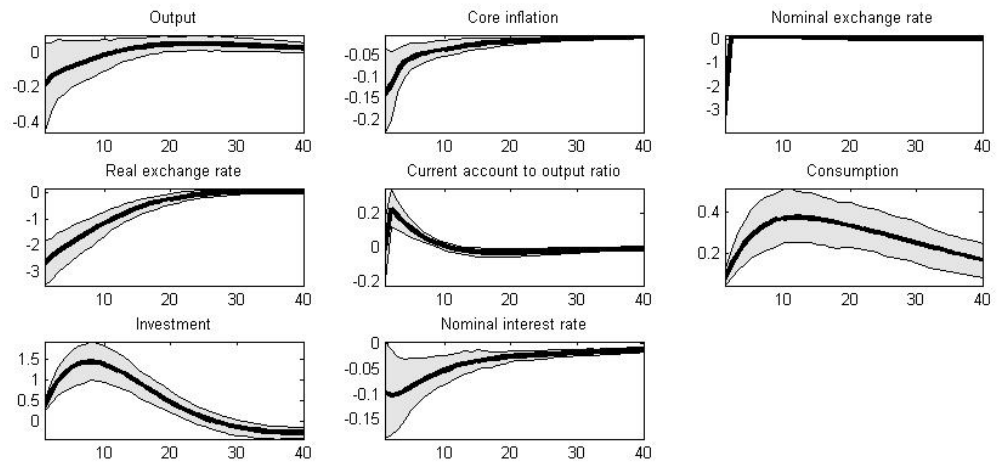 Output
0
-0.2
-0.4
10 20 30 40
Core inflation
-0.05
-0.1
-0.15
-0.2
10 20 30 40
Nominal exchange rate
0
-1
-2
-3
10 20 30 40
Real exchange rate
0
-1
-2
-3
10 20 30 40
Current account to output ratio
0.2
0
-0.2
10 20 30 40
Consumption
0.4
0.2
10 20 30 40
Investment
1.5
1
0.5
0
10 20 30 40
Nominal interest rate
0
-0.05
-0.1
-0.15
10 20 30 40